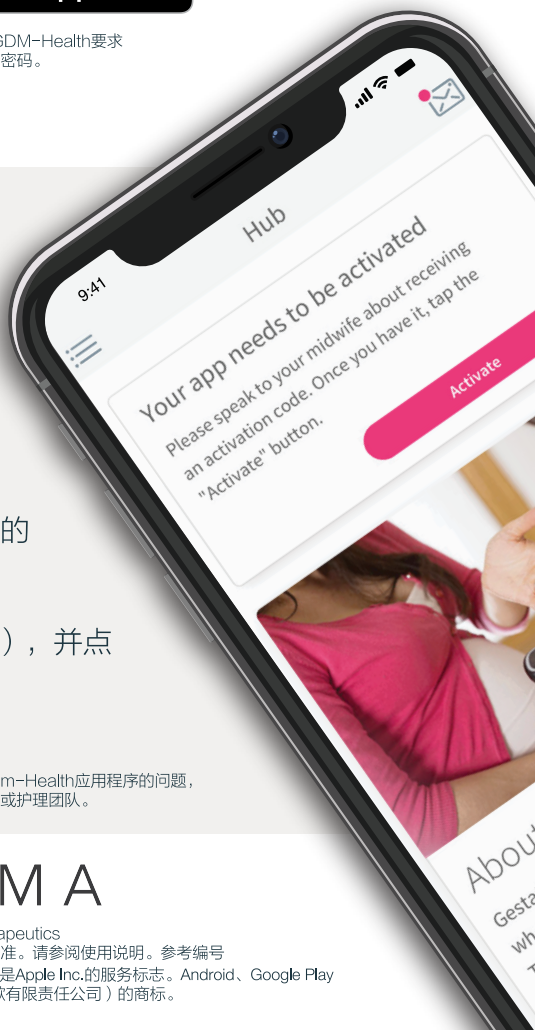 GDM-Health要求
密码。
9:41
Hub
Your app needs to be activated
Please speak to your midwife about receiving
an activation code. Once you have it, tap the
"Activate" button.
Activate
的
），并点
m-Health应用程序的问题，
或护理团队。
M A
apeutics
准。请参阅使用说明。参考编号
是Apple Inc.的服务标志。Android、Google Play
款有限责任公司）的商标。
About
Gesta
wh